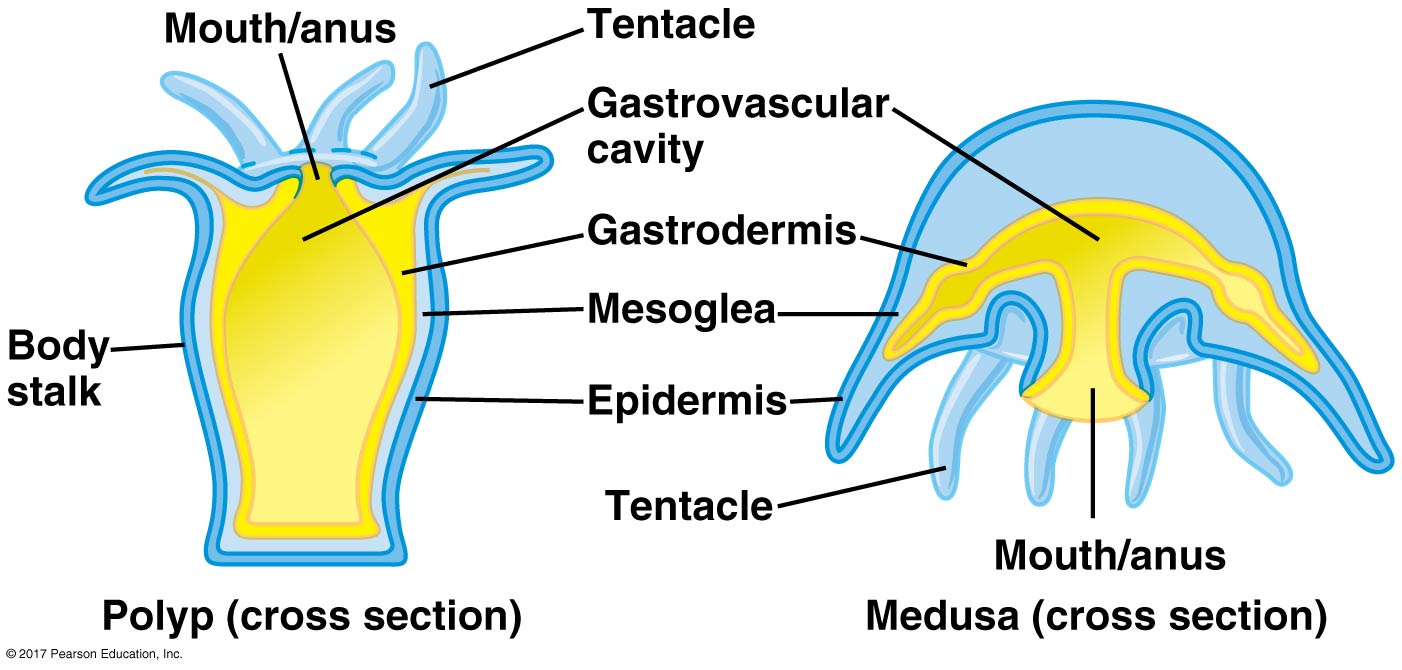 Mouth/anus
Tentacle
Gastrovascular
cavity
Gastrodermis
Mesoglea
Body
stalk
Epidermis
Tentacle
Mouth/anus
Polyp (cross section)
Medusa (cross section)
© 2017 Pearson Education, Inc.